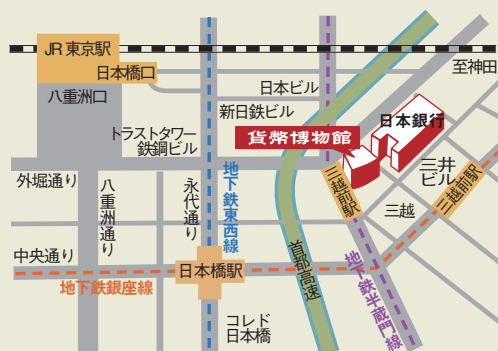 JR 東京駅
日本橋口
八重洲口
至神田
日本ビル
新日鉄ビル
日本銀行
貨幣博物館
トラストタワー
鉄鋼ビル
外堀通り
八重洲通り
永代通り
地下鉄東西線
三越前駅
三井
ビル
三越前駅
三越
中央通り
地下鉄銀座線
日本橋駅
首都高速
地下鉄半蔵門線
コレド
日本橋